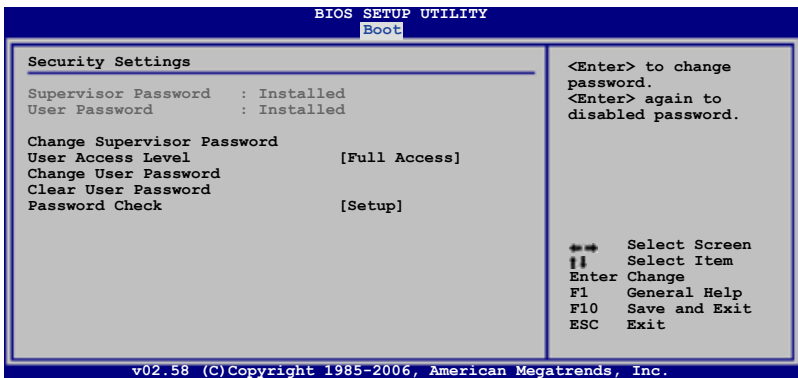 BIOS SETUP UTILITY
Boot
Security Settings
Supervisor Password : Installed
User Password : Installed
Change Supervisor Password
User Access Level [Full Access]
Change User Password
Clear User Password
Password Check [Setup]
<Enter> to change
password.
<Enter> again to
disabled password.
Select Screen
Select Item
Enter Change
F1 General Help
F10 Save and Exit
ESC Exit
v02.58 (C)Copyright 1985-2006, American Megatrends, Inc.